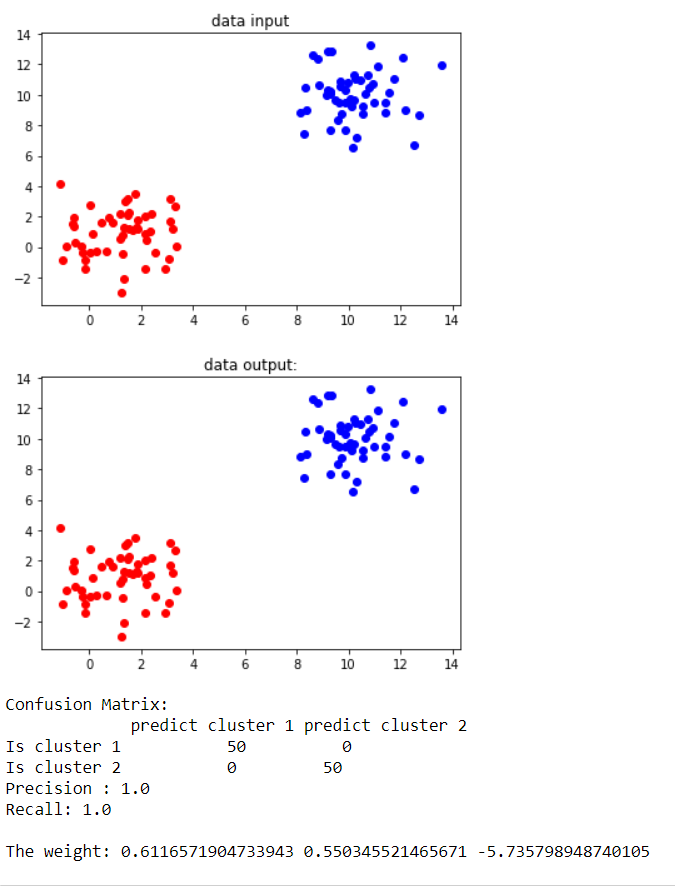 data input
14
12
10
8
6
4
2
0
−2
0 2 4 6 8 10 12 14
data output:
14
12
10
8
6
4
2
0
−2
0 2 4 6 8 10 12 14
Confusion Matrix:
predict cluster 1 predict cluster 2
Is cluster 1 50 0
Is cluster 2 0 50
Precision : 1.0
Recall: 1.0
The weight: 0.6116571904733943 0.550345521465671 -5.735798948740105